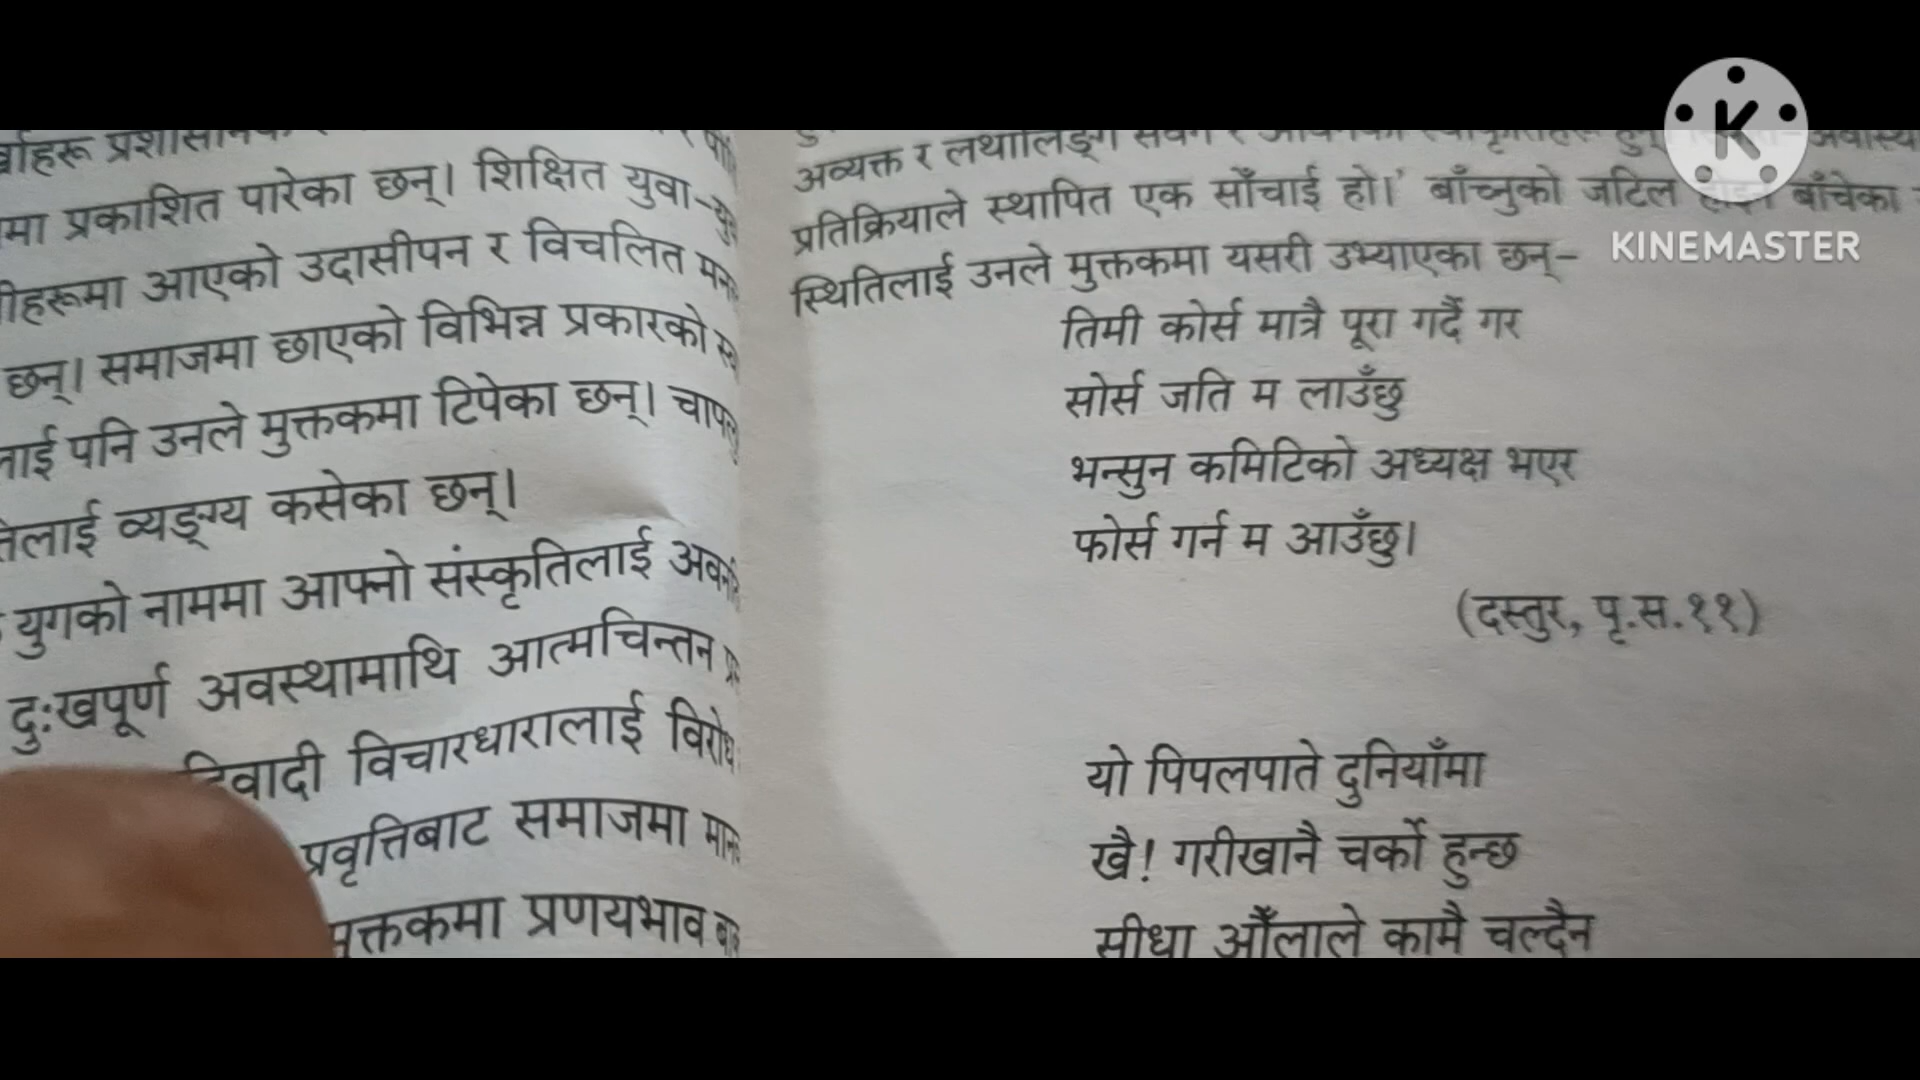 प्रकाशित पारेका छन्। शिक्षित युवा-
आएको उदासीपन र विचलित
छन्। समाजमा छाएको विभिन्न प्रकारको
पनि उनले मुक्तकमा टिपेका छन्।
व्यङ्ग्य कसेका छन्।
युगको नाममा आफ्नो संस्कृतिलाई
दुःखपूर्ण अवस्थामाथि आत्मचिन्तन
विचारधारालाई
प्रवृत्तिबाट समाजमा
मुक्तकमा प्रणयभाव
अव्यक्त र
प्रतिक्रियाले स्थापित एक साँचाई हो।' बाँच्नुको जटिल बाँचेका
स्थितिलाई उनले मुक्तकमा यसरी उभ्याएका छन्-
तिमी कोर्स मात्रै पूरा गर्दै गर
सोर्स जति म लाउँछु
भन्सुन कमिटिको अध्यक्ष भएर
फोर्स गर्न म आउँछु।
(दस्तुर, पृ.स.११)
यो पिपलपाते दुनियाँमा
खै! गरीखानै चर्को हुन्छ
सीधा औँलाले कामै चल्दैन
KINEMASTER